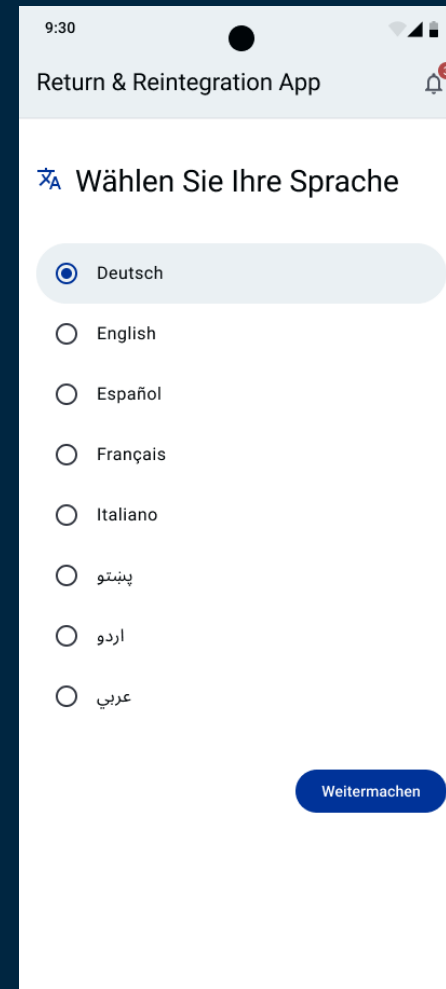 9:30
Return & Reintegration App
Wählen Sie Ihre Sprache
Deutsch
English
Español
Français
Italiano
پښتو
اردو
عربي
Weitermachen